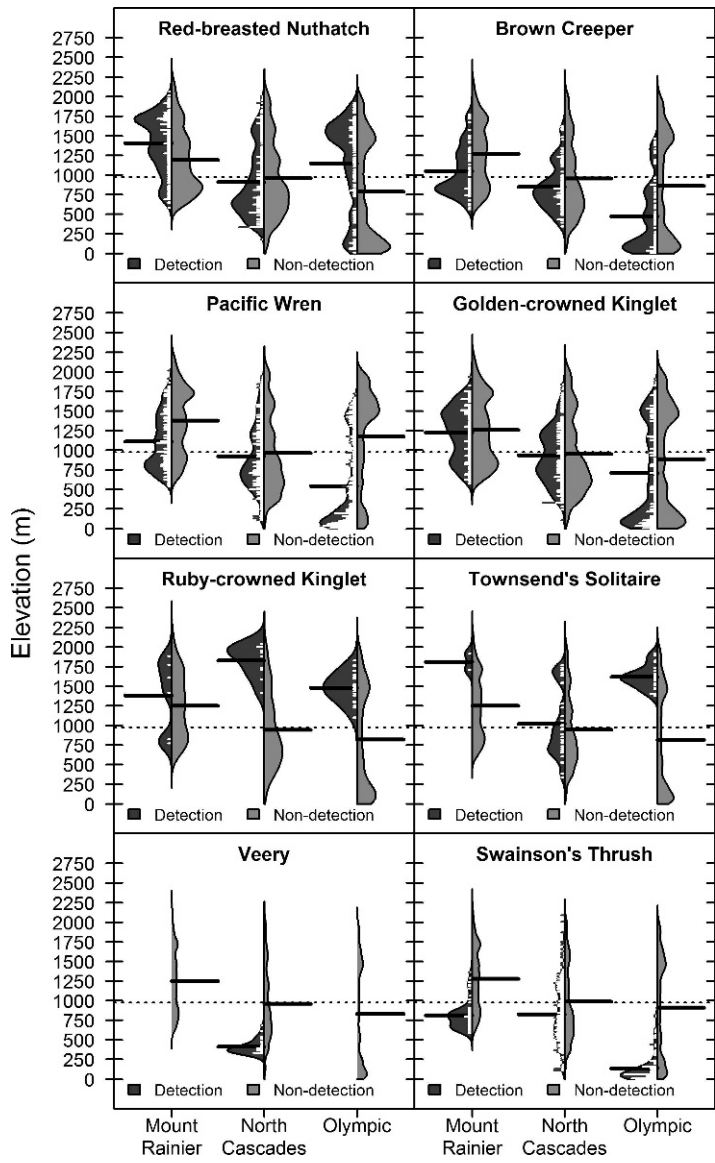 Red-breasted Nuthatch
Brown Creeper
2750
2500
2250
2000
1750
1500
1250
1000
750
500
250
0
Detection Non-detection
Detection Non-detection
Pacific Wren
Golden-crowned Kinglet
2750
2500
2250
2000
1750
1500
1250
1000
750
500
250
0
Detection Non-detection
Detection Non-detection
Elevation (m)
Ruby-crowned Kinglet
Townsend's Solitaire
2750
2500
2250
2000
1750
1500
1250
1000
750
500
250
0
Detection Non-detection
Detection Non-detection
Veery
Swainson's Thrush
2750
2500
2250
2000
1750
1500
1250
1000
750
500
250
0
Detection Non-detection
Detection Non-detection
Mount
Rainier
North
Cascades
Olympic
Mount
Rainier
North
Cascades
Olympic